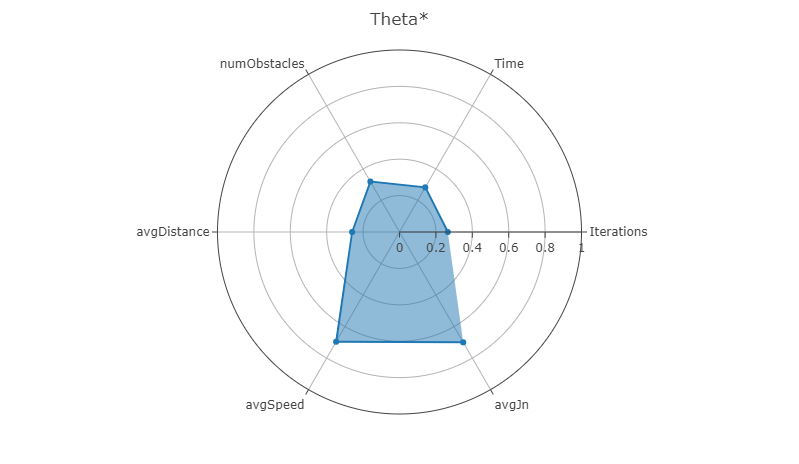 Theta*
numObstacles
Time
avgDistance
Iterations
0 0.2 0.4 0.6 0.8 1
avgSpeed
avgJn